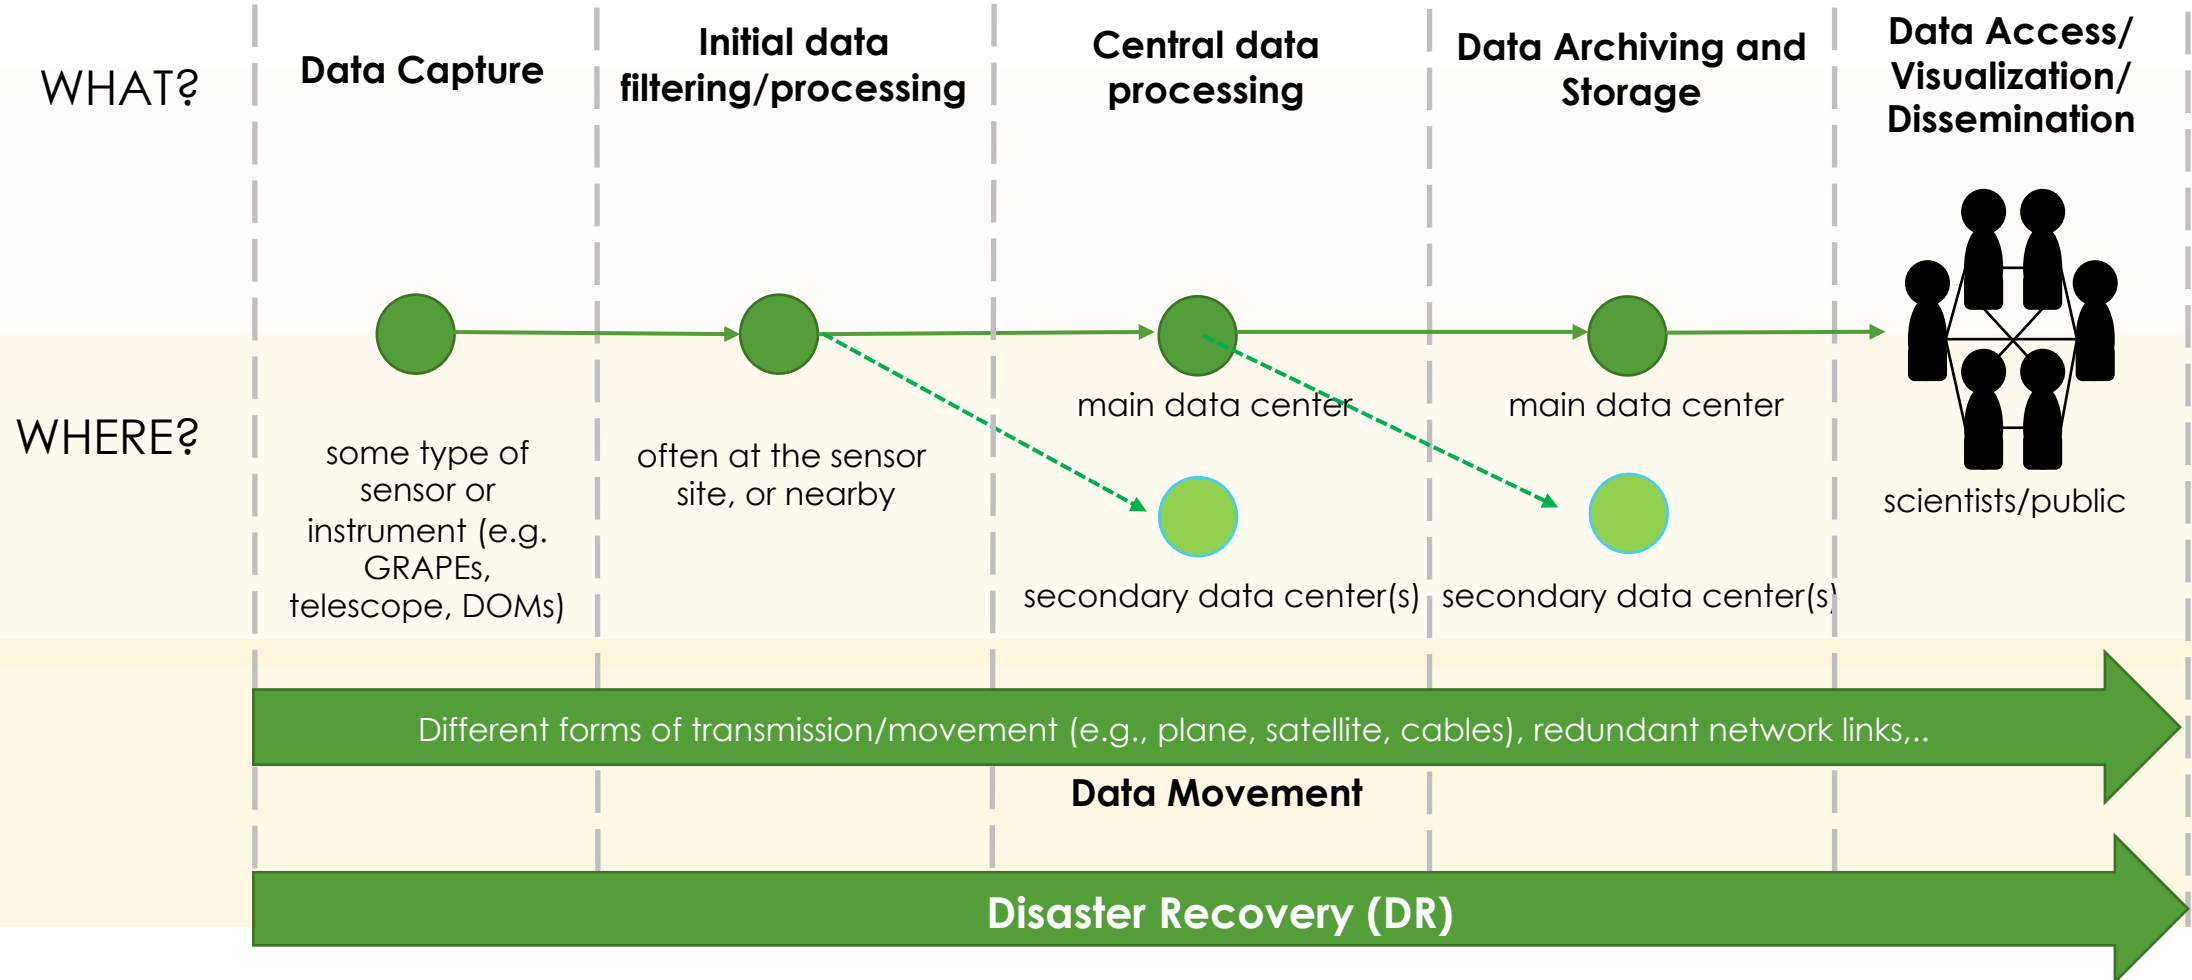 WHAT?
Data Capture
Initial data
filtering/processing
Central data
processing
Data Archiving and
Storage
Data Access/
Visualization/
Dissemination
WHERE?
some type of
sensor or
instrument (e.g.
GRAPEs,
telescope, DOMs)
often at the sensor
site, or nearby
main data center
secondary data center(s)
main data center
secondary data center(s)
scientists/public
Different forms of transmission/movement (e.g., plane, satellite, cables), redundant network links,..
Data Movement
Disaster Recovery (DR)